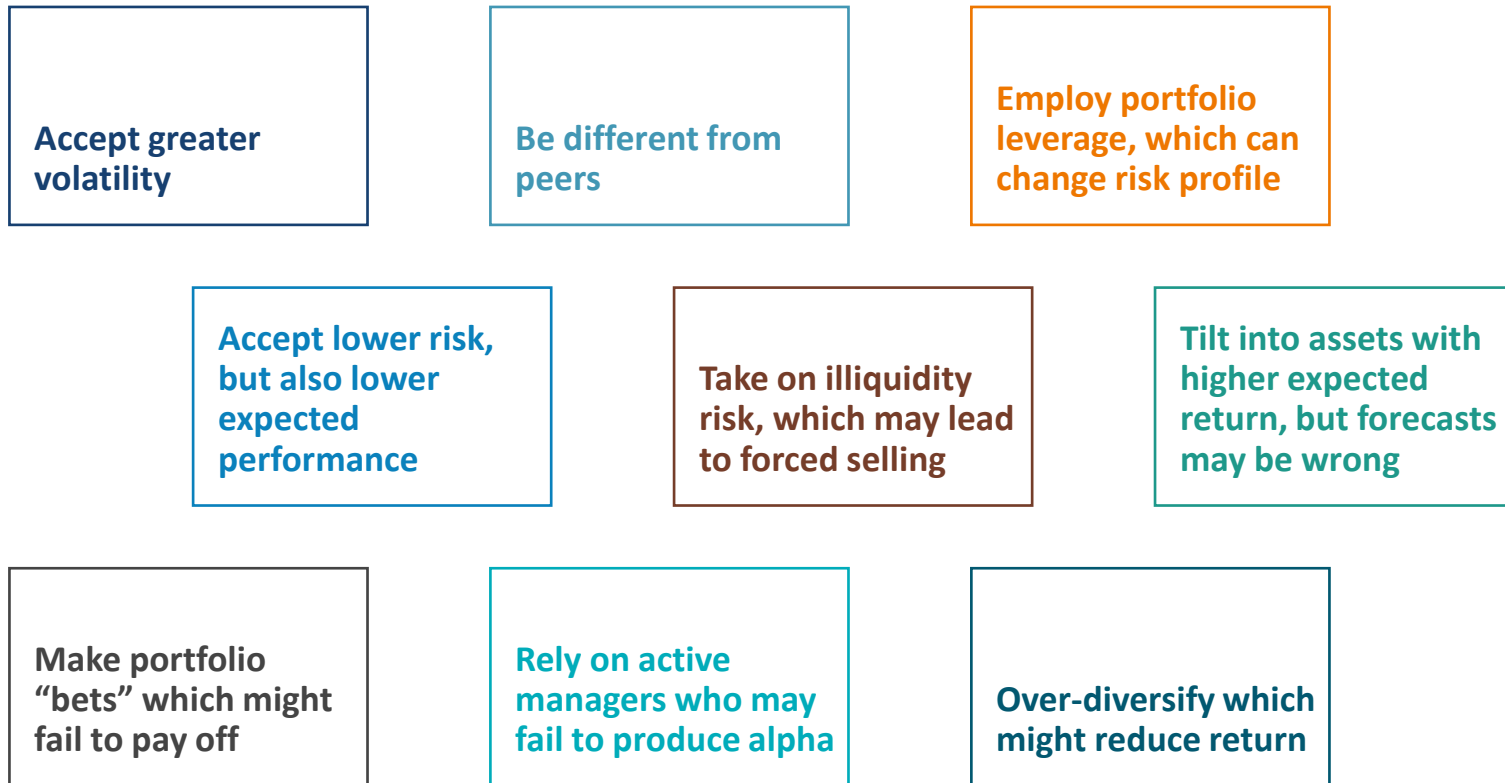 Accept greater
volatility
Be different from
peers
Employ portfolio
leverage, which can
change risk profile
Accept lower risk,
but also lower
expected
performance
Take on illiquidity
risk, which may lead
to forced selling
Tilt into assets with
higher expected
return, but forecasts
may be wrong
Make portfolio
“bets” which might
fail to pay off
Rely on active
managers who may
fail to produce alpha
Over-diversify which
might reduce return